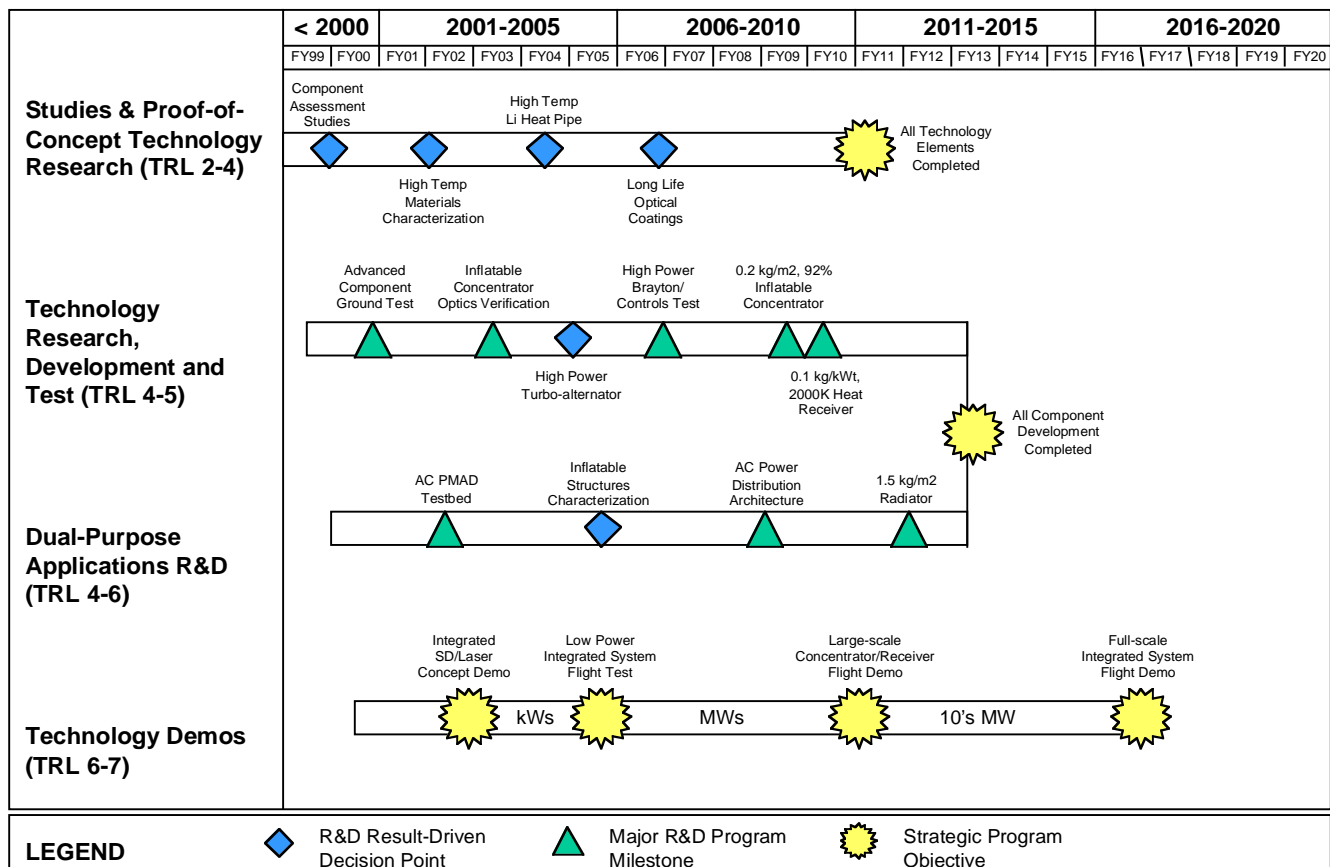 < 2000
2001-2005
2006-2010
2011-2015
2016-2020
FY99 FY00 FY01 FY02 FY03 FY04 FY05 FY06 FY07 FY08 FY09 FY10 FY11 FY12 FY13 FY14 FY15 FY16 FY17 FY18 FY19 FY20
Studies & Proof-of-
Concept Technology
Research (TRL 2-4)
Component
Assessment
Studies
High Temp
Li Heat Pipe
All Technology
Elements
Completed
High Temp
Materials
Characterization
Long Life
Optical
Coatings
Technology
Research,
Development and
Test (TRL 4-5)
Advanced
Component
Ground Test
Inflatable
Concentrator
Optics Verification
High Power
Brayton/
Controls Test
0.2 kg/m2, 92%
Inflatable
Concentrator
High Power
Turbo-alternator
0.1 kg/kWt,
2000K Heat
Receiver
All Component
Development
Completed
Dual-Purpose
Applications R&D
(TRL 4-6)
AC PMAD
Testbed
Inflatable
Structures
Characterization
AC Power
Distribution
Architecture
1.5 kg/m2
Radiator
Technology Demos
(TRL 6-7)
Integrated
SD/Laser
Concept Demo
Low Power
Integrated System
Flight Test
Large-scale
Concentrator/Receiver
Flight Demo
Full-scale
Integrated System
Flight Demo
kWs
MWs
10's MW
LEGEND
R&D Result-Driven
Decision Point
Major R&D Program
Milestone
Strategic Program
Objective